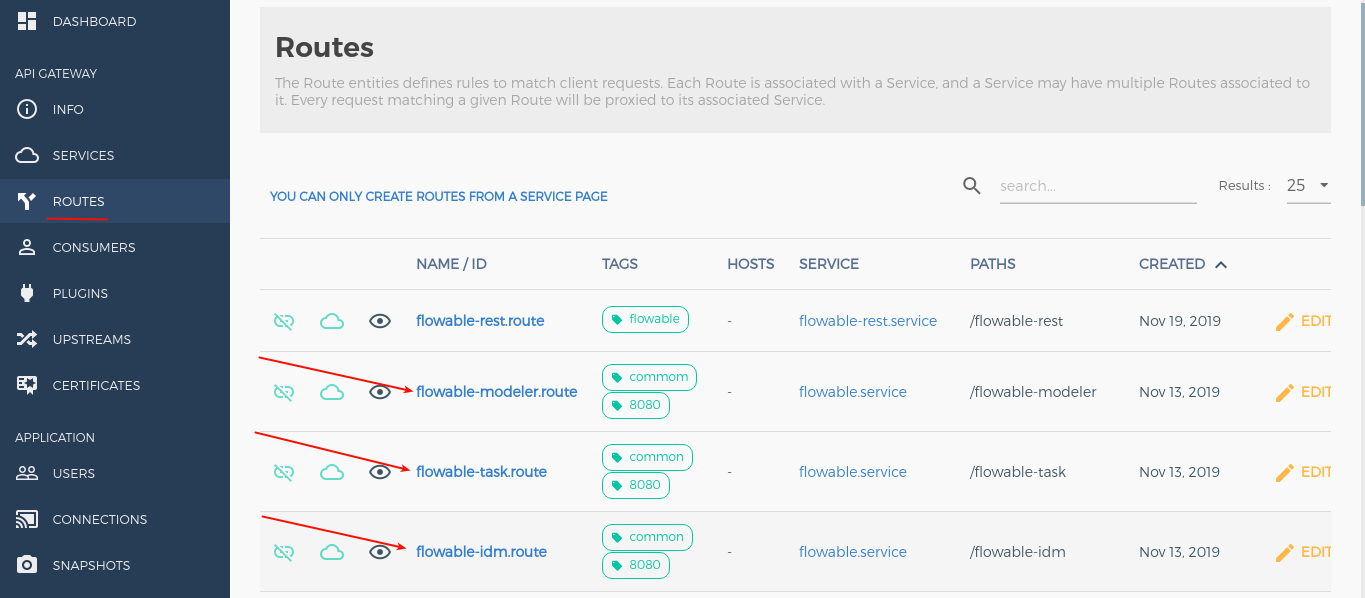 DASHBOARD
API GATEWAY
INFO
SERVICES
ROUTES
CONSUMERS
PLUGINS
UPSTREAMS
CERTIFICATES
APPLICATION
USERS
CONNECTIONS
SNAPSHOTS
Routes
The Route entities defines rules to match client requests. Each Route is associated with a Service, and a Service may have multiple Routes associated to
it. Every request matching a given Route will be proxied to its associated Service.
YOU CAN ONLY CREATE ROUTES FROM A SERVICE PAGE
search... Results : 25
NAME / ID TAGS HOSTS SERVICE PATHS CREATED
flowable-rest.route flowable - flowable-rest.service /flowable-rest Nov 19, 2019 EDIT
flowable-modeler.route commom - flowable.service /flowable-modeler Nov 13, 2019 EDIT
8080
flowable-task.route common - flowable.service /flowable-task Nov 13, 2019 EDIT
8080
flowable-idm.route common - flowable.service /flowable-idm Nov 13, 2019 EDIT
8080